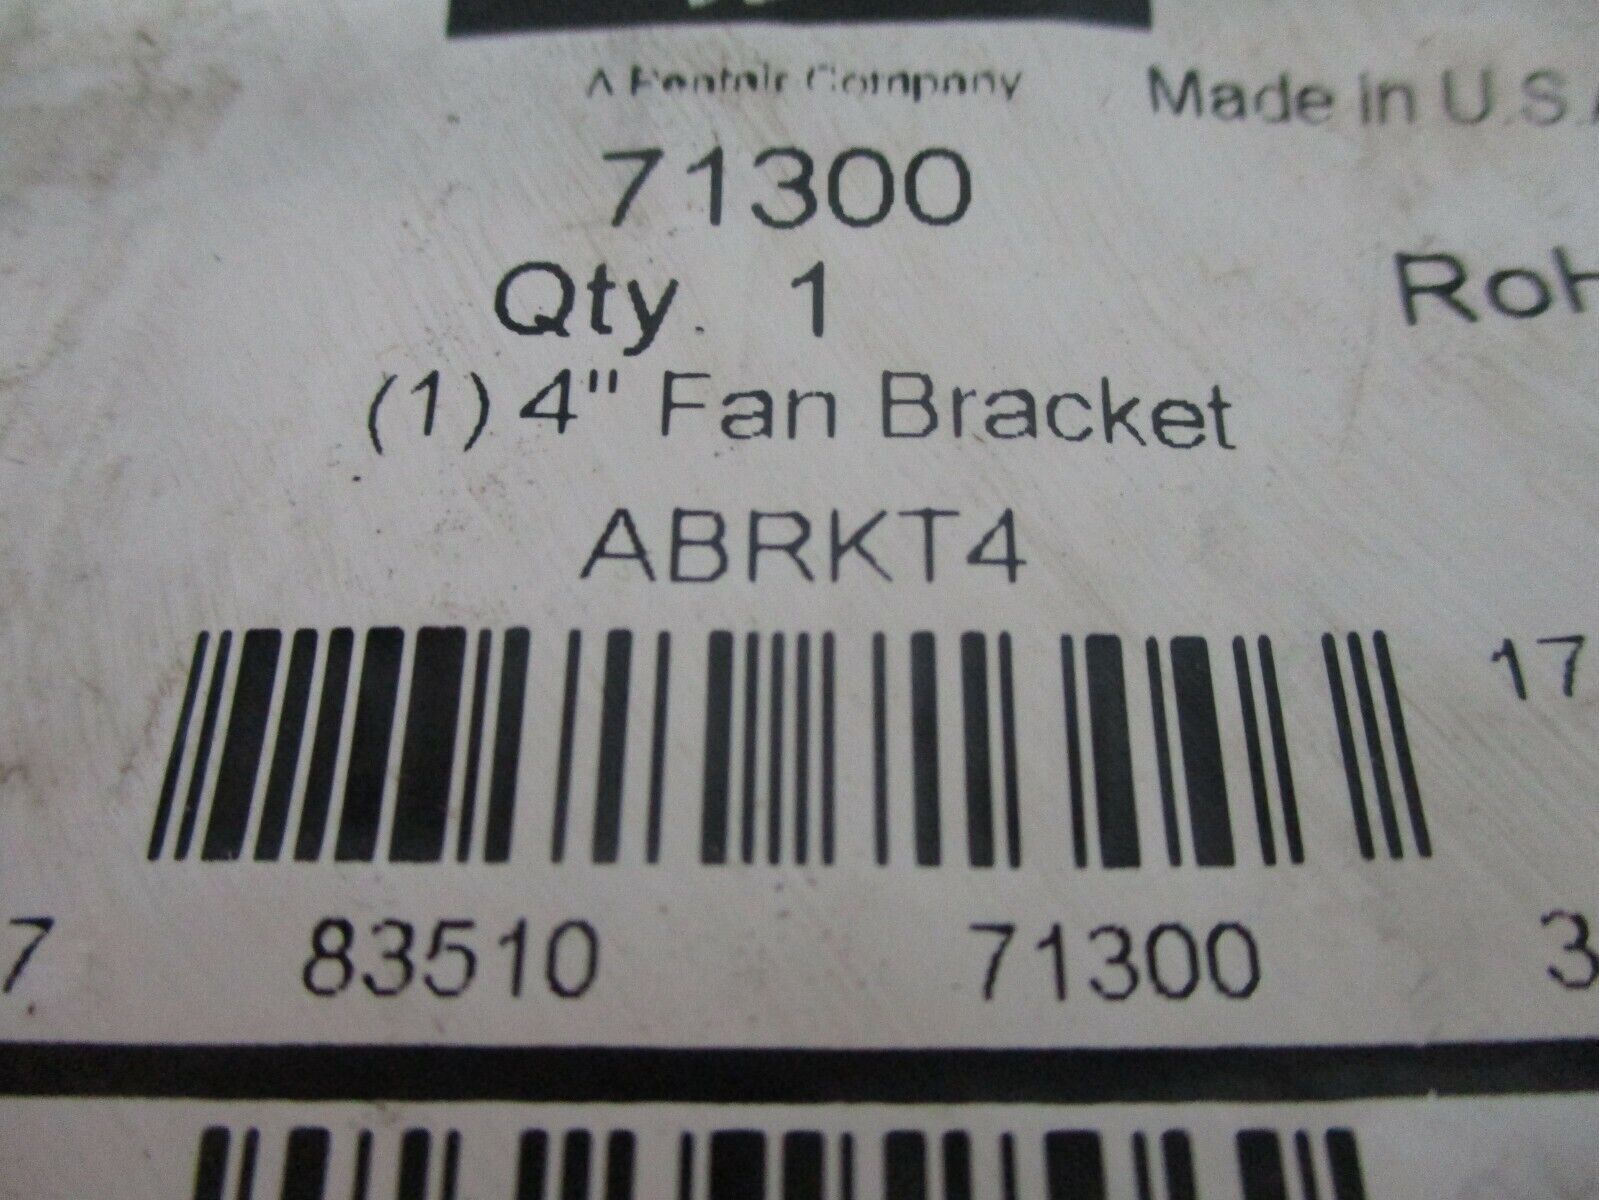 A Pentair Company
Made in U.S.A
71300
Qty. 1
RoH
(1) 4" Fan Bracket
ABRKT4
17
7 83510 71300 3